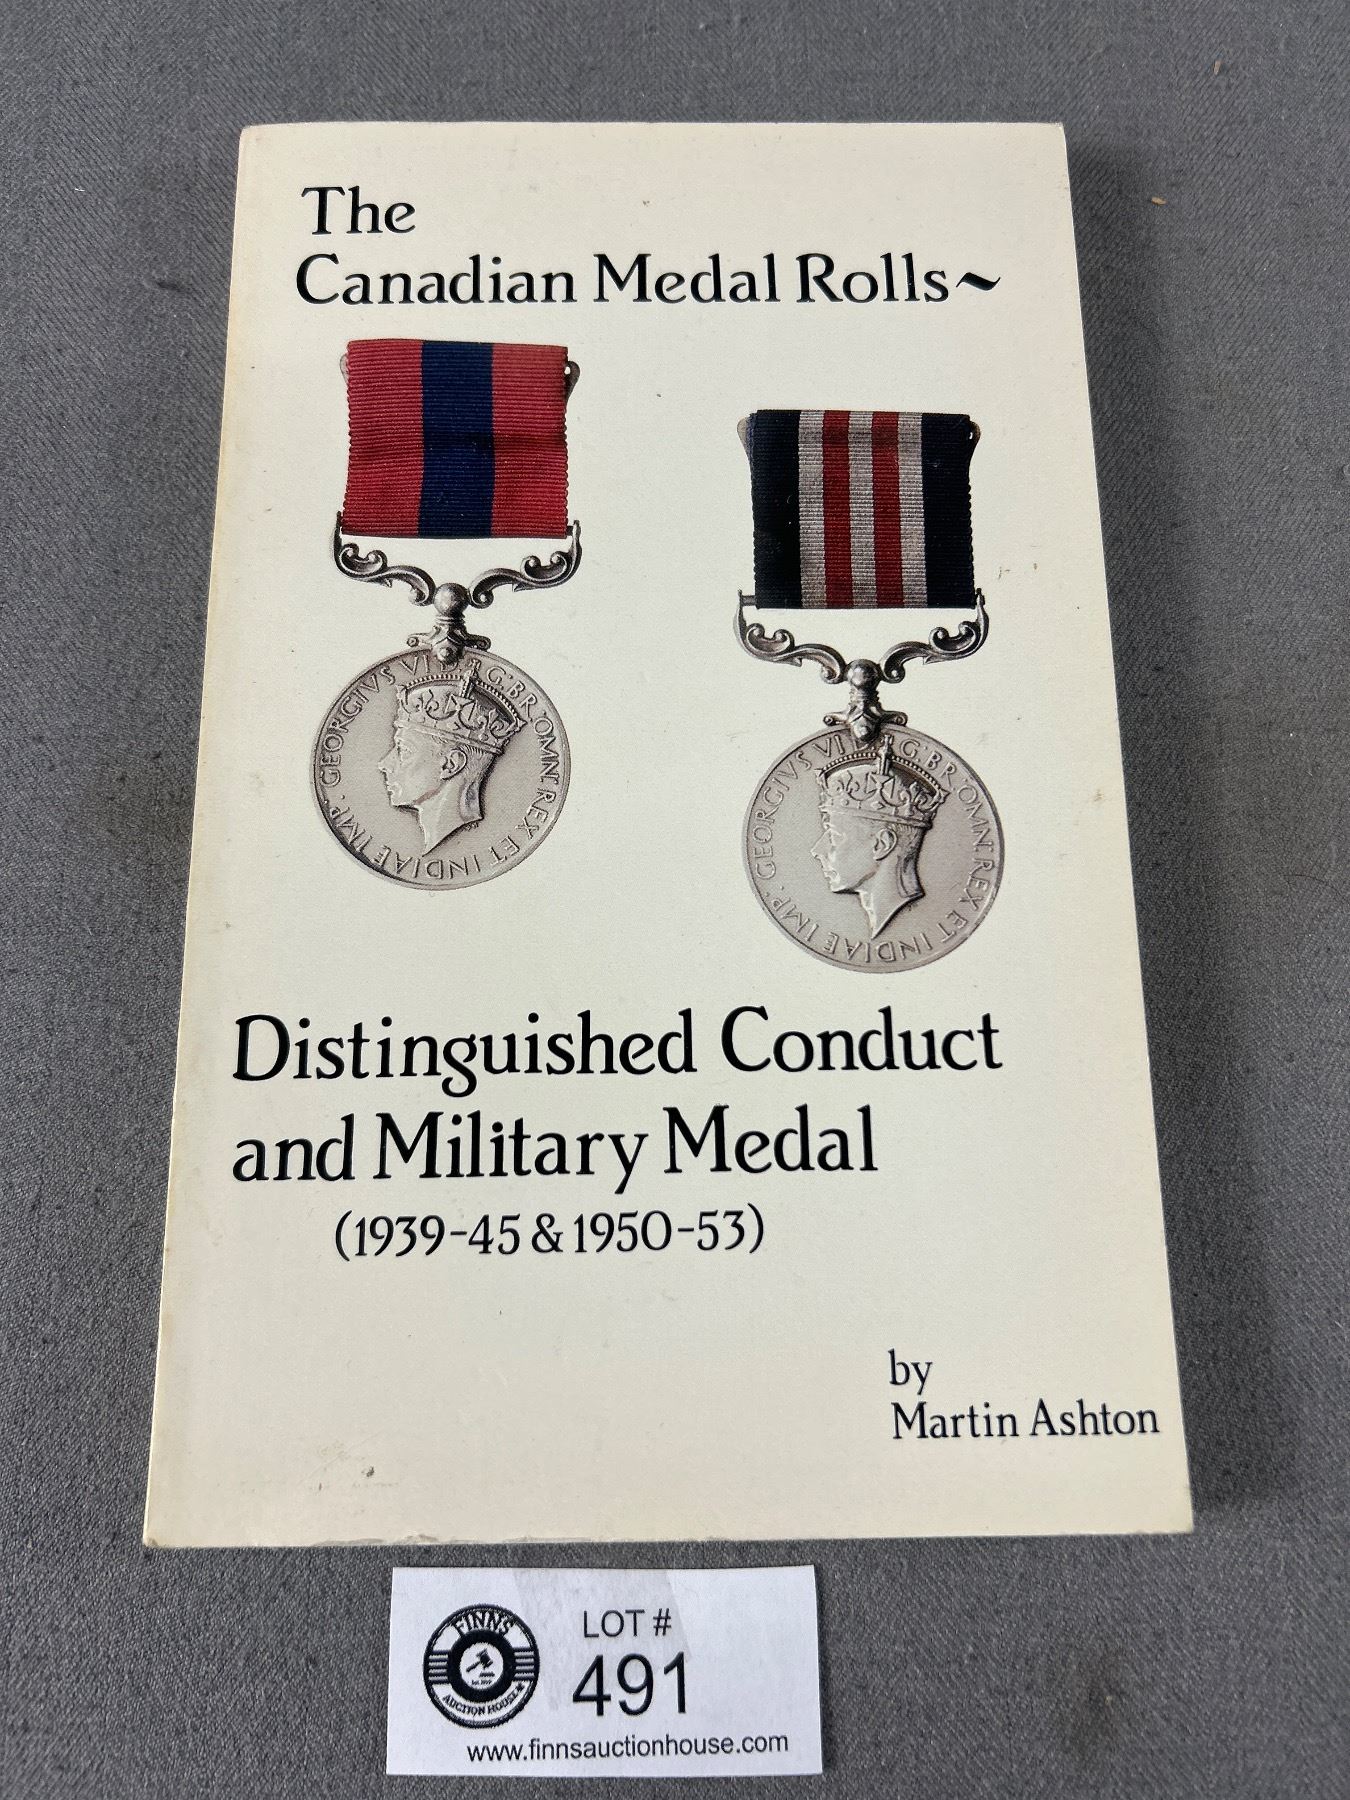 The
Canadian Medal Rolls~
GEORGIVS VI D:G:BR:OMN:REX ET INDIAE IMP:
GEORGIVS VI D:G:BR:OMN:REX ET INDIAE IMP:
Distinguished Conduct
and Military Medal
(1939-45 & 1950-53)
by
Martin Ashton
FINNS
AUCTION HOUSE
LOT #
491
www.finnsauctionhouse.com